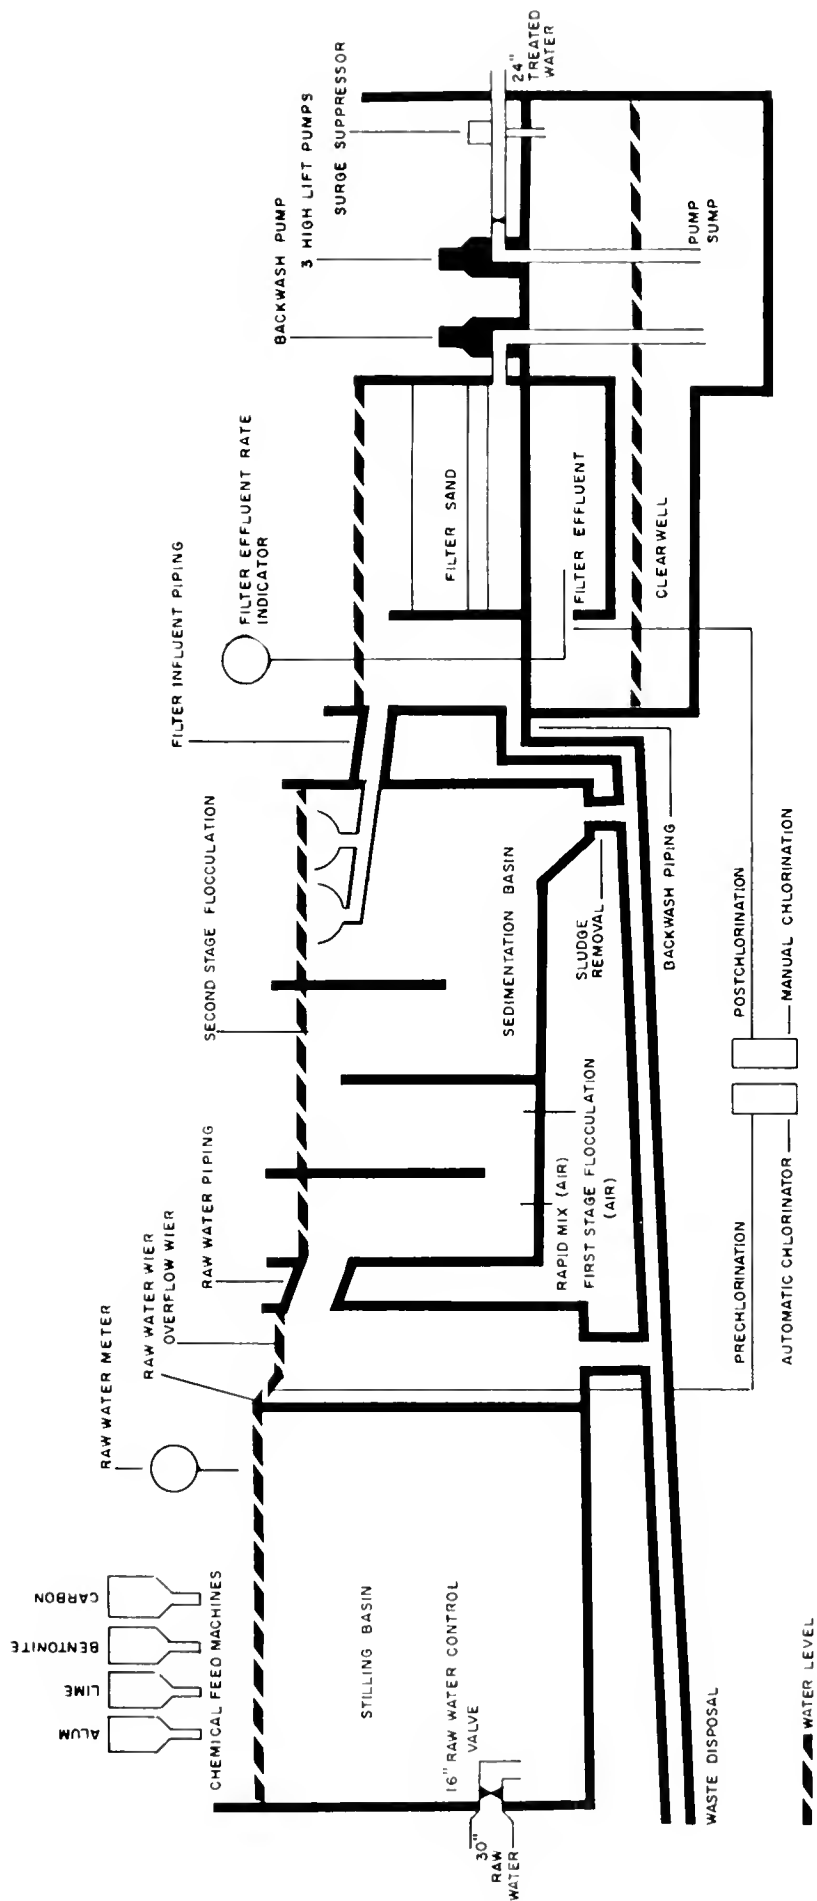 ALUM
LIME
BENTONITE
CARBON
CHEMICAL FEED MACHINES
RAW WATER METER
RAW WATER WIER
OVERFLOW WIER
RAW WATER PIPING
SECOND STAGE FLOCCULATION
FILTER INFLUENT PIPING
FILTER EFFLUENT RATE
INDICATOR
BACKWASH PUMP
3 HIGH LIFT PUMPS
SURGE SUPPRESSOR
24"
TREATED
WATER
STILLING BASIN
16" RAW WATER CONTROL
VALVE
30"
RAW
WATER
RAPID MIX (AIR)
FIRST STAGE FLOCCULATION
(AIR)
SEDIMENTATION BASIN
SLUDGE
REMOVAL
BACKWASH PIPING
FILTER SAND
FILTER EFFLUENT
CLEARWELL
PUMP
SUMP
PRECHLORINATION
POSTCHLORINATION
AUTOMATIC CHLORINATOR
MANUAL CHLORINATION
WASTE DISPOSAL
WATER LEVEL